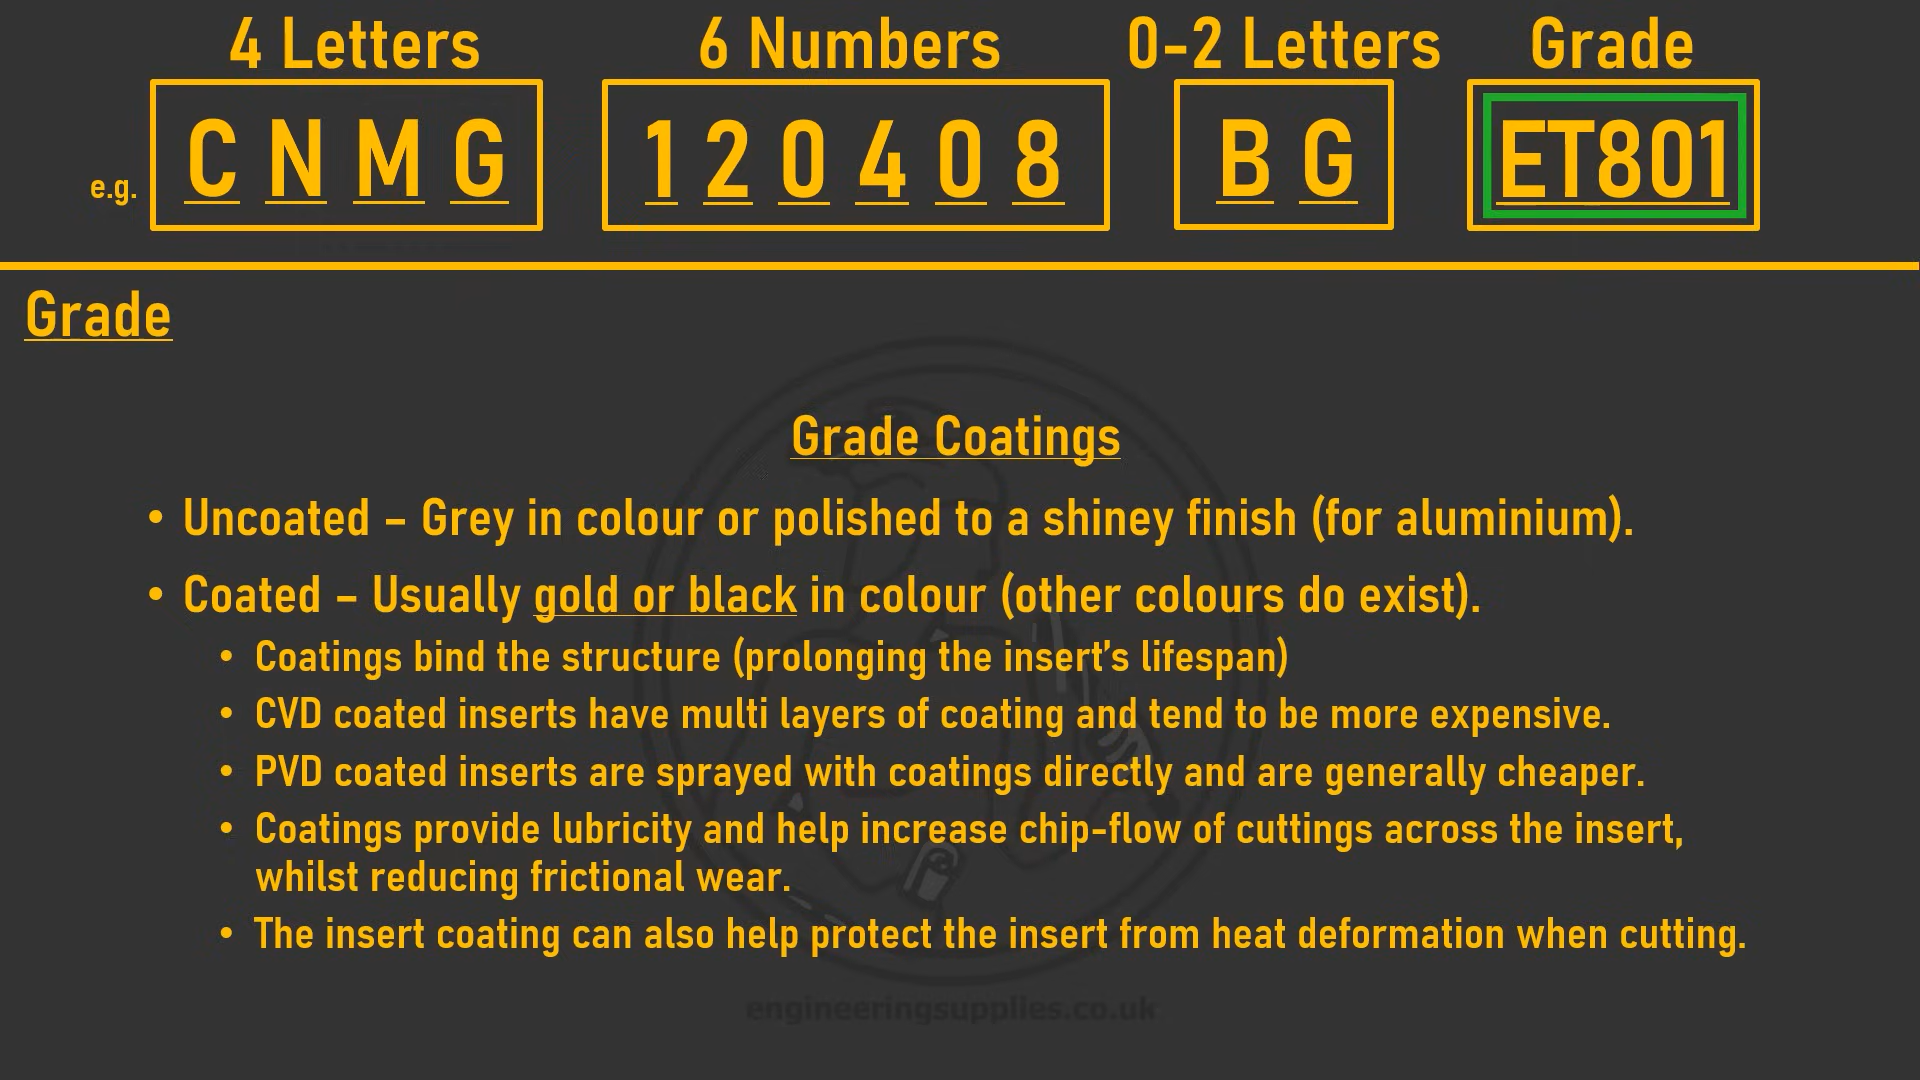 4 Letters 6 Numbers 0-2 Letters Grade
e.g. C N M G 1 2 0 4 0 8 B G ET801
Grade
Grade Coatings
• Uncoated – Grey in colour or polished to a shiney finish (for aluminium).
• Coated – Usually gold or black in colour (other colours do exist).
• Coatings bind the structure (prolonging the insert’s lifespan)
• CVD coated inserts have multi layers of coating and tend to be more expensive.
• PVD coated inserts are sprayed with coatings directly and are generally cheaper.
• Coatings provide lubricity and help increase chip-flow of cuttings across the insert,
whilst reducing frictional wear.
• The insert coating can also help protect the insert from heat deformation when cutting.
engineeringsupplies.co.uk